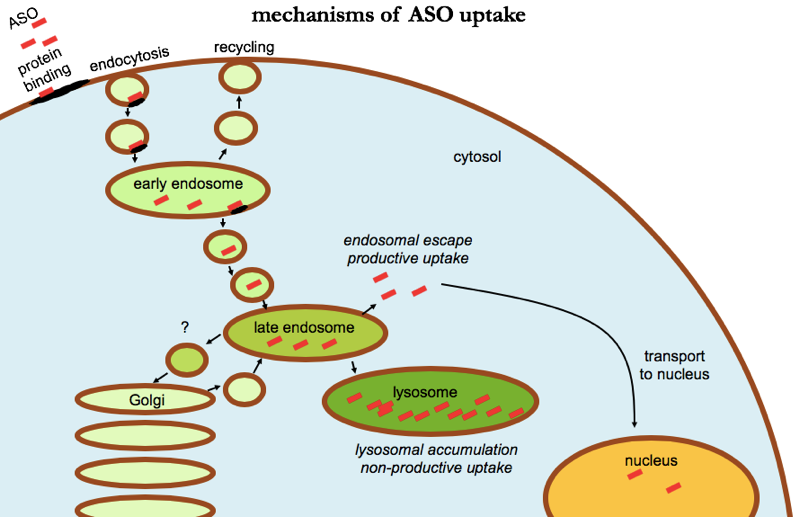 mechanisms of ASO uptake
ASO
protein
binding
endocytosis
recycling
cytosol
early endosome
endosomal escape
productive uptake
late endosome
?
transport
to nucleus
Golgi
lysosome
lysosomal accumulation
non-productive uptake
nucleus